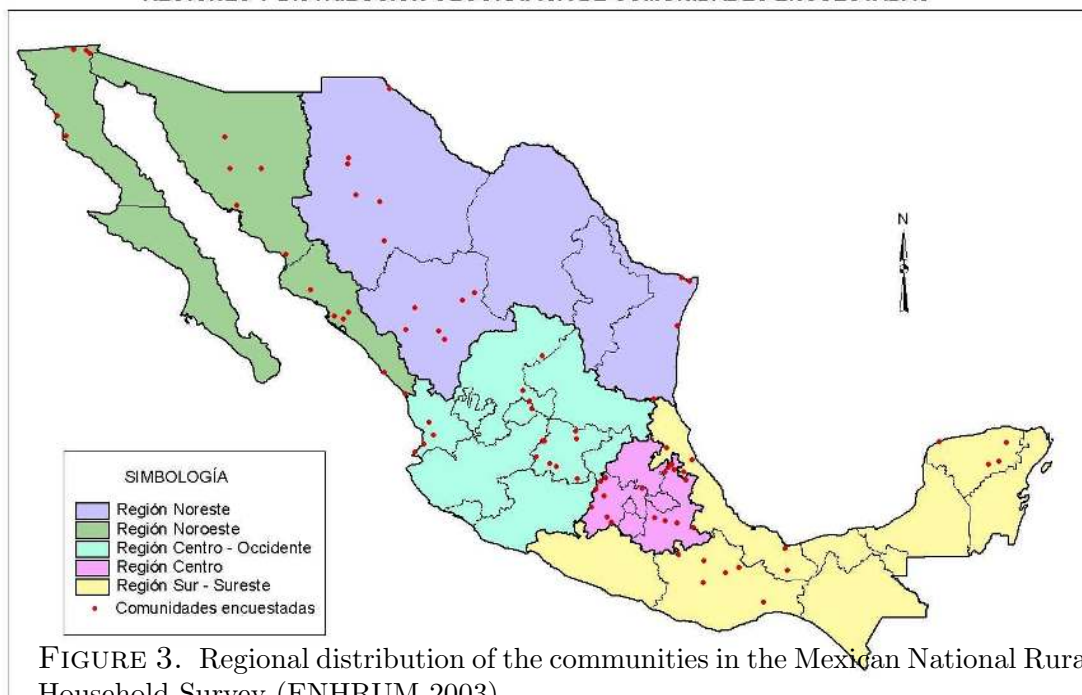 N
SIMBOLOGÍA
Región Noreste
Región Noroeste
Región Centro - Occidente
Región Centro
Región Sur - Sureste
Comunidades encuestadas
FIGURE 3. Regional distribution of the communities in the Mexican National Rura
Household Survey (ENHRUM 2003)